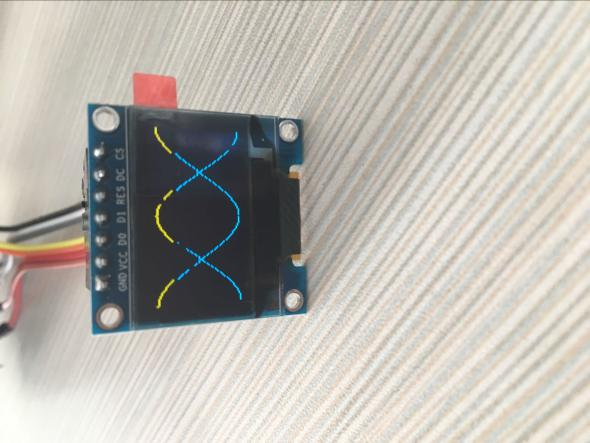 GND VCC D0 D1 RES DC CS